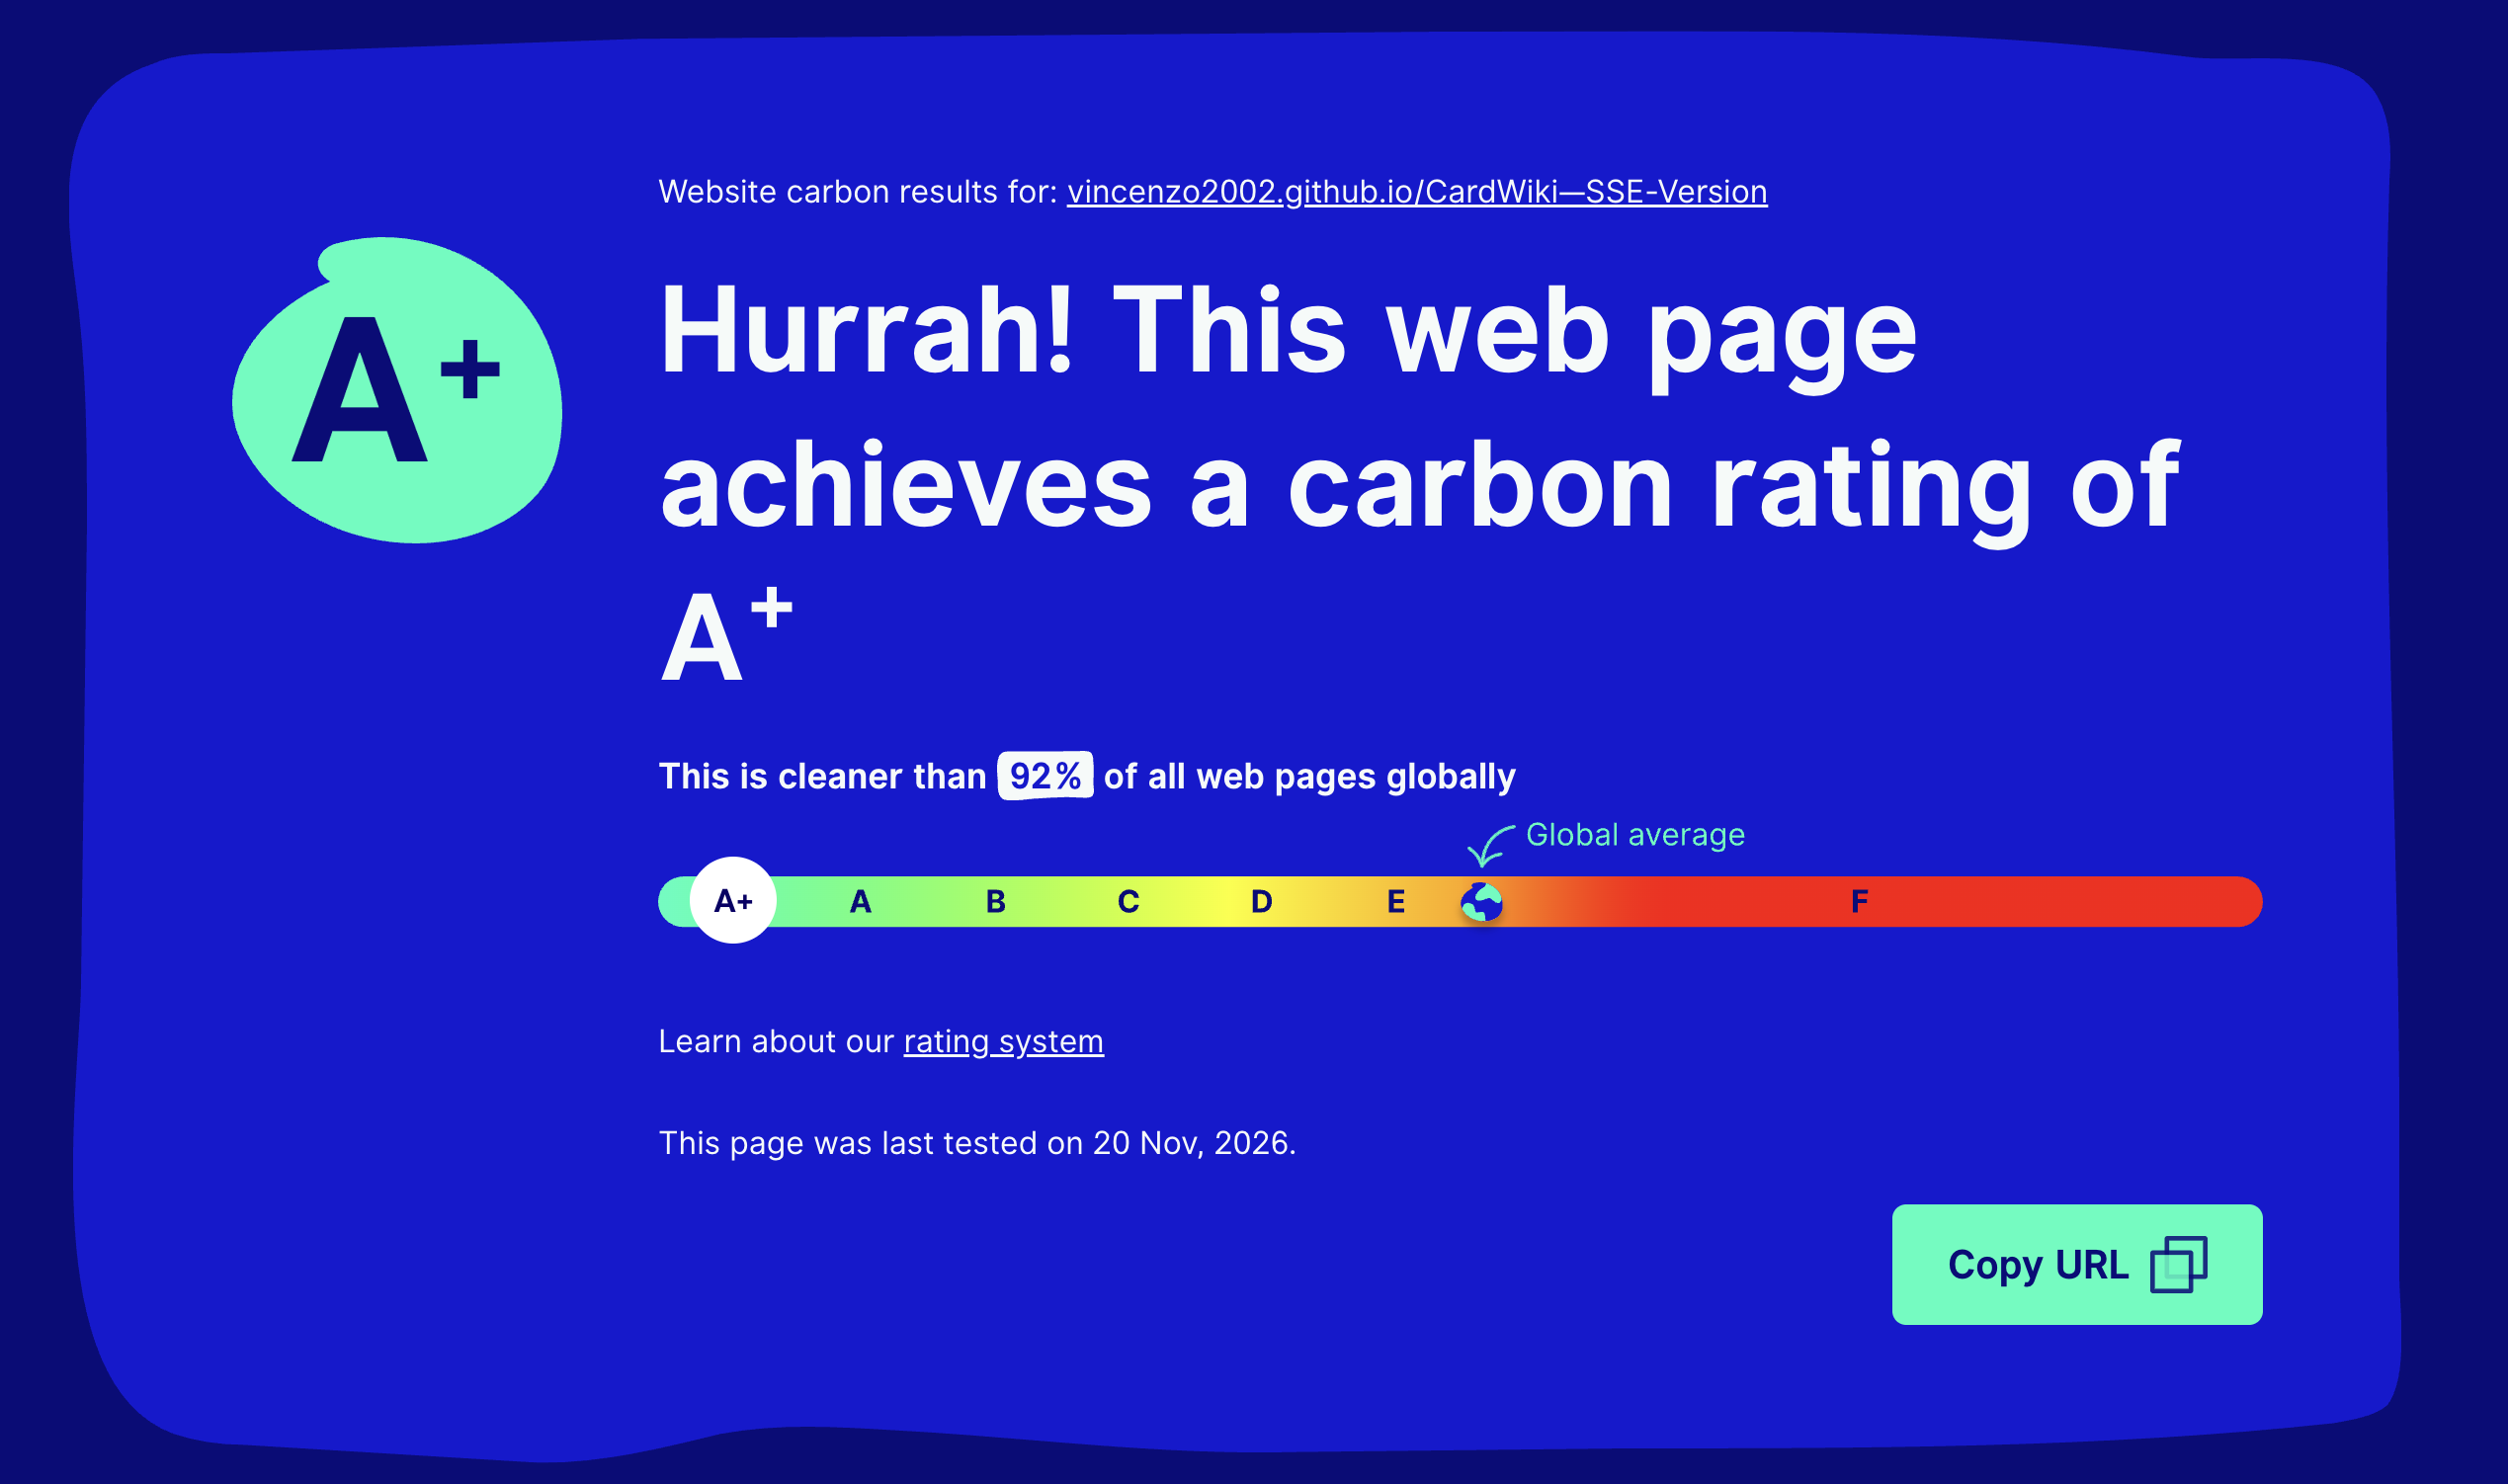 Website carbon results for: vincenzo2002.github.io/CardWiki—SSE-Version
A+
Hurrah! This web page
achieves a carbon rating of
A+
This is cleaner than 92% of all web pages globally
Global average
A+ A B C D E F
Learn about our rating system
This page was last tested on 20 Nov, 2026.
Copy URL